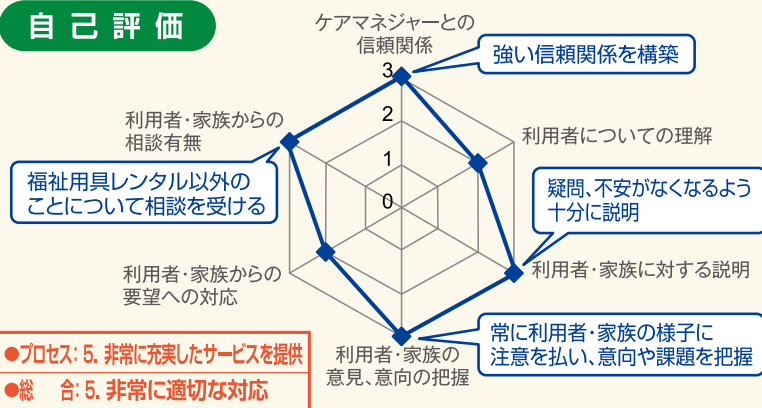 自己評価
ケアマネジャーとの
信頼関係
強い信頼関係を構築
3
2
1
0
利用者・家族からの
相談有無
利用者についての理解
福祉用具レンタル以外の
ことについて相談を受ける
疑問、不安がなくなるよう
十分に説明
利用者・家族からの
要望への対応
利用者・家族に対する説明
常に利用者・家族の様子に
注意を払い、意向や課題を把握
利用者・家族の
意見、意向の把握
●プロセス: 5. 非常に充実したサービスを提供
●総　合: 5. 非常に適切な対応